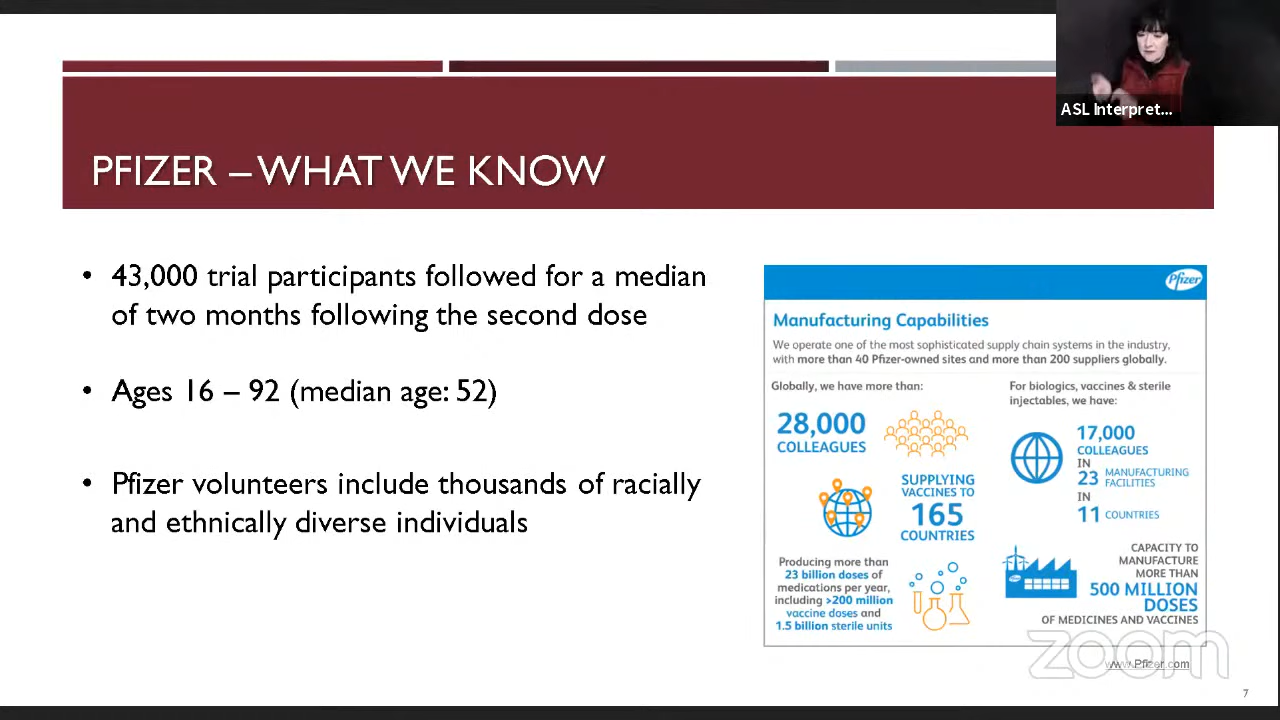 ASL Interpret...
PFIZER – WHAT WE KNOW
• 43,000 trial participants followed for a median
of two months following the second dose
• Ages 16 – 92 (median age: 52)
• Pfizer volunteers include thousands of racially
and ethnically diverse individuals
Pfizer
Manufacturing Capabilities
We operate one of the most sophisticated supply chain systems in the industry,
with more than 40 Pfizer-owned sites and more than 200 suppliers globally.
Globally, we have more than:
28,000
COLLEAGUES
SUPPLYING
VACCINES TO
165
COUNTRIES
Producing more than
23 billion doses of
medications per year,
including >200 million
vaccine doses and
1.5 billion sterile units
For biologics, vaccines & sterile
injectables, we have:
17,000
COLLEAGUES
IN
23 MANUFACTURING
FACILITIES
IN
11 COUNTRIES
CAPACITY TO
MANUFACTURE
MORE THAN
500 MILLION
DOSES
OF MEDICINES AND VACCINES
zoom
www.Pfizer.com
7